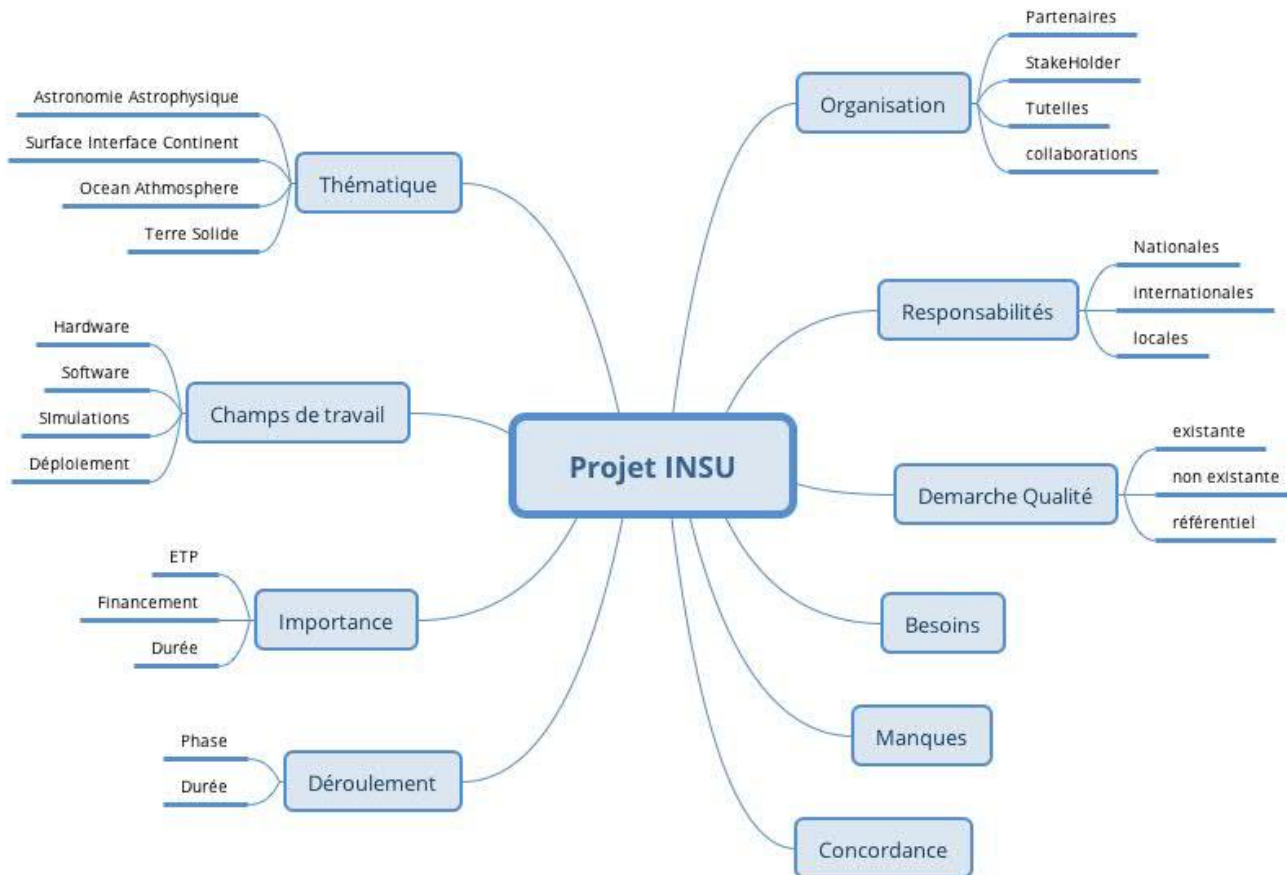 Projet INSU
Organisation
Partenaires
StakeHolder
Tutelles
collaborations
Responsabilités
Nationales
internationales
locales
Demarche Qualité
existante
non existante
référentiel
Besoins
Manques
Concordance
Thématique
Astronomie Astrophysique
Surface Interface Continent
Ocean Athmosphere
Terre Solide
Champs de travail
Hardware
Software
SImulations
Déploiement
Importance
ETP
Financement
Durée
Déroulement
Phase
Durée